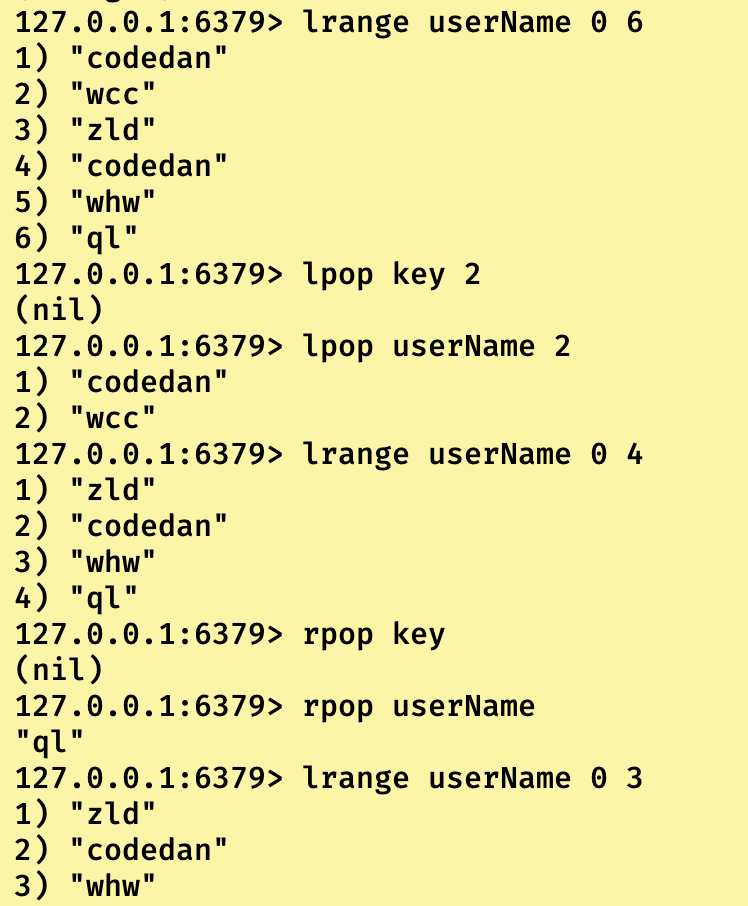 127.0.0.1:6379> lrange userName 0 6
1) "codedan"
2) "wcc"
3) "zld"
4) "codedan"
5) "whw"
6) "ql"
127.0.0.1:6379> lpop key 2
(nil)
127.0.0.1:6379> lpop userName 2
1) "codedan"
2) "wcc"
127.0.0.1:6379> lrange userName 0 4
1) "zld"
2) "codedan"
3) "whw"
4) "ql"
127.0.0.1:6379> rpop key
(nil)
127.0.0.1:6379> rpop userName
"ql"
127.0.0.1:6379> lrange userName 0 3
1) "zld"
2) "codedan"
3) "whw"